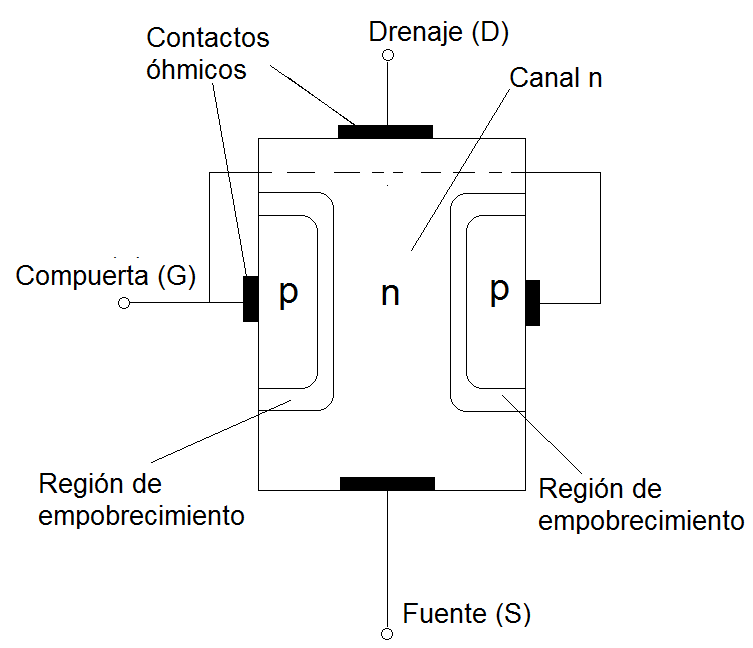 Drenaje (D)
Contactos
óhmicos
Canal n
Compuerta (G)
p
n
p
Región de
empobrecimiento
Región de
empobrecimiento
Fuente (S)